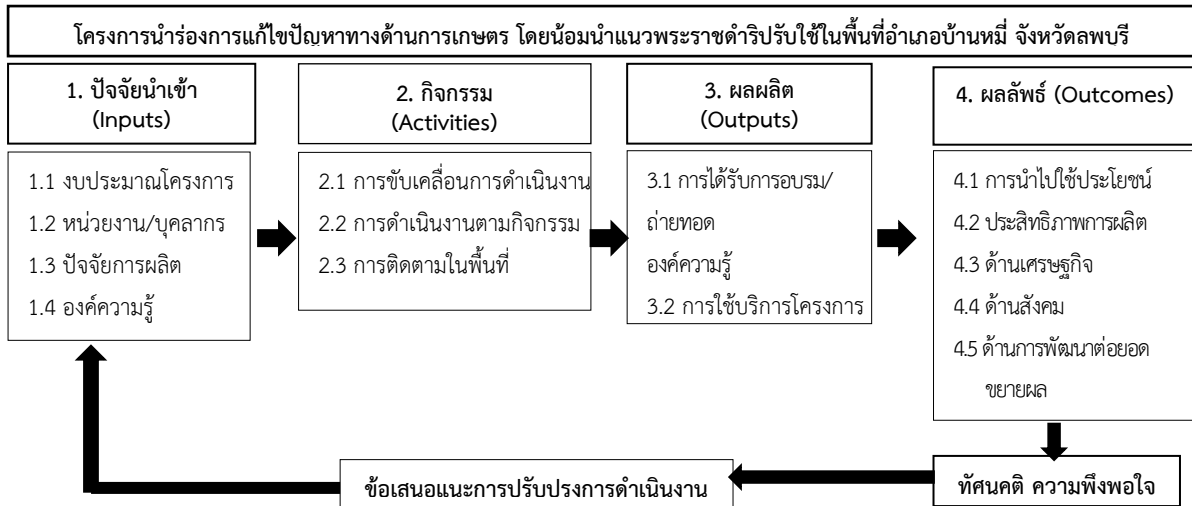 โครงการนำร่องการแก้ไขปัญหาทางด้านการเกษตร โดยน้อมนำแนวพระราชดำริปรับใช้ในพื้นที่อำเภอบ้านหมี่ จังหวัดลพบุรี
1. ปัจจัยนำเข้า
(Inputs)
1.1 งบประมาณโครงการ
1.2 หน่วยงาน/บุคลากร
1.3 ปัจจัยการผลิต
1.4 องค์ความรู้
2. กิจกรรม
(Activities)
2.1 การขับเคลื่อนการดำเนินงาน
2.2 การดำเนินงานตามกิจกรรม
2.3 การติดตามในพื้นที่
3. ผลผลิต
(Outputs)
3.1 การได้รับการอบรม/
ถ่ายทอด
องค์ความรู้
3.2 การใช้บริการโครงการ
4. ผลลัพธ์ (Outcomes)
4.1 การนำไปใช้ประโยชน์
4.2 ประสิทธิภาพการผลิต
4.3 ด้านเศรษฐกิจ
4.4 ด้านสังคม
4.5 ด้านการพัฒนาต่อยอด
ขยายผล
ทัศนคติ ความพึงพอใจ
ข้อเสนอแนะการปรับปรุงการดำเนินงาน